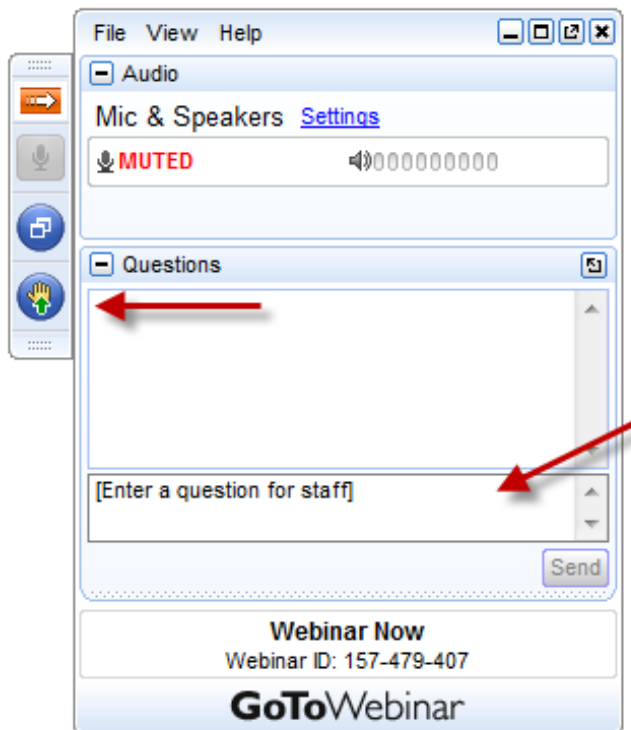 File View Help
Audio
Mic & Speakers Settings
MUTED 000000000
Questions
[Enter a question for staff]
Send
Webinar Now
Webinar ID: 157-479-407
GoToWebinar